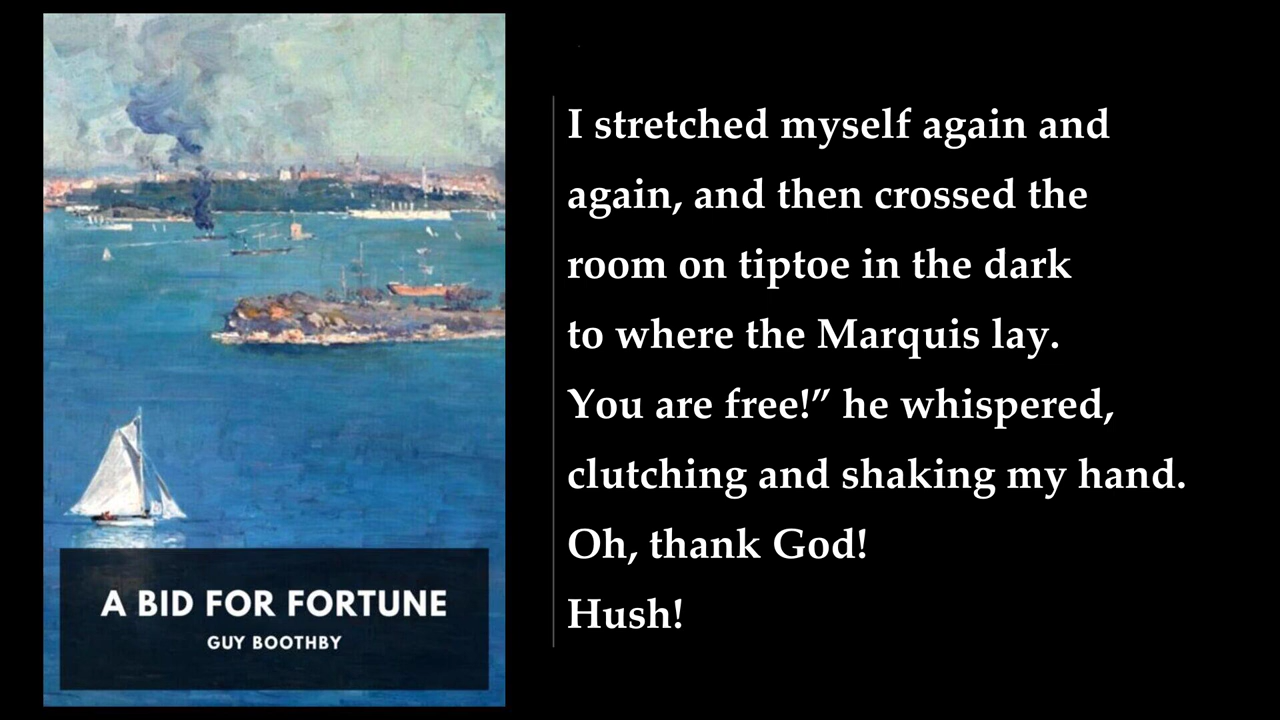 A BID FOR FORTUNE
GUY BOOTHBY
I stretched myself again and
again, and then crossed the
room on tiptoe in the dark
to where the Marquis lay.
You are free!” he whispered,
clutching and shaking my hand.
Oh, thank God!
Hush!